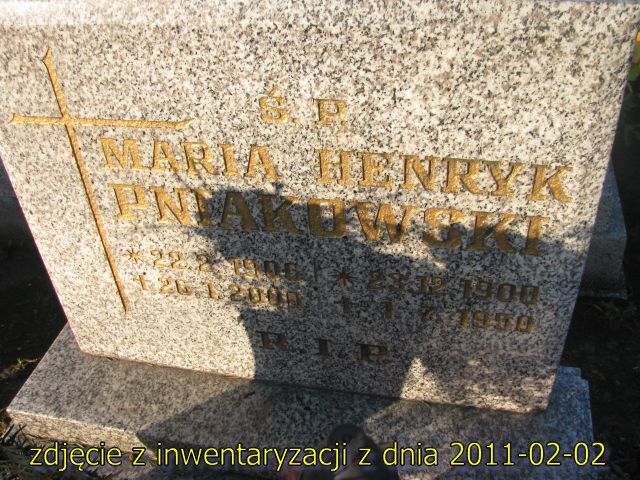 Ś. P.
MARIA HENRYK
PNIAKOWSKI
* 22.2.1906 * 23.12.1900
† 26.1.2000 † 1.7.1950
R.I.P.
zdjęcie z inwentaryzacji z dnia 2011-02-02